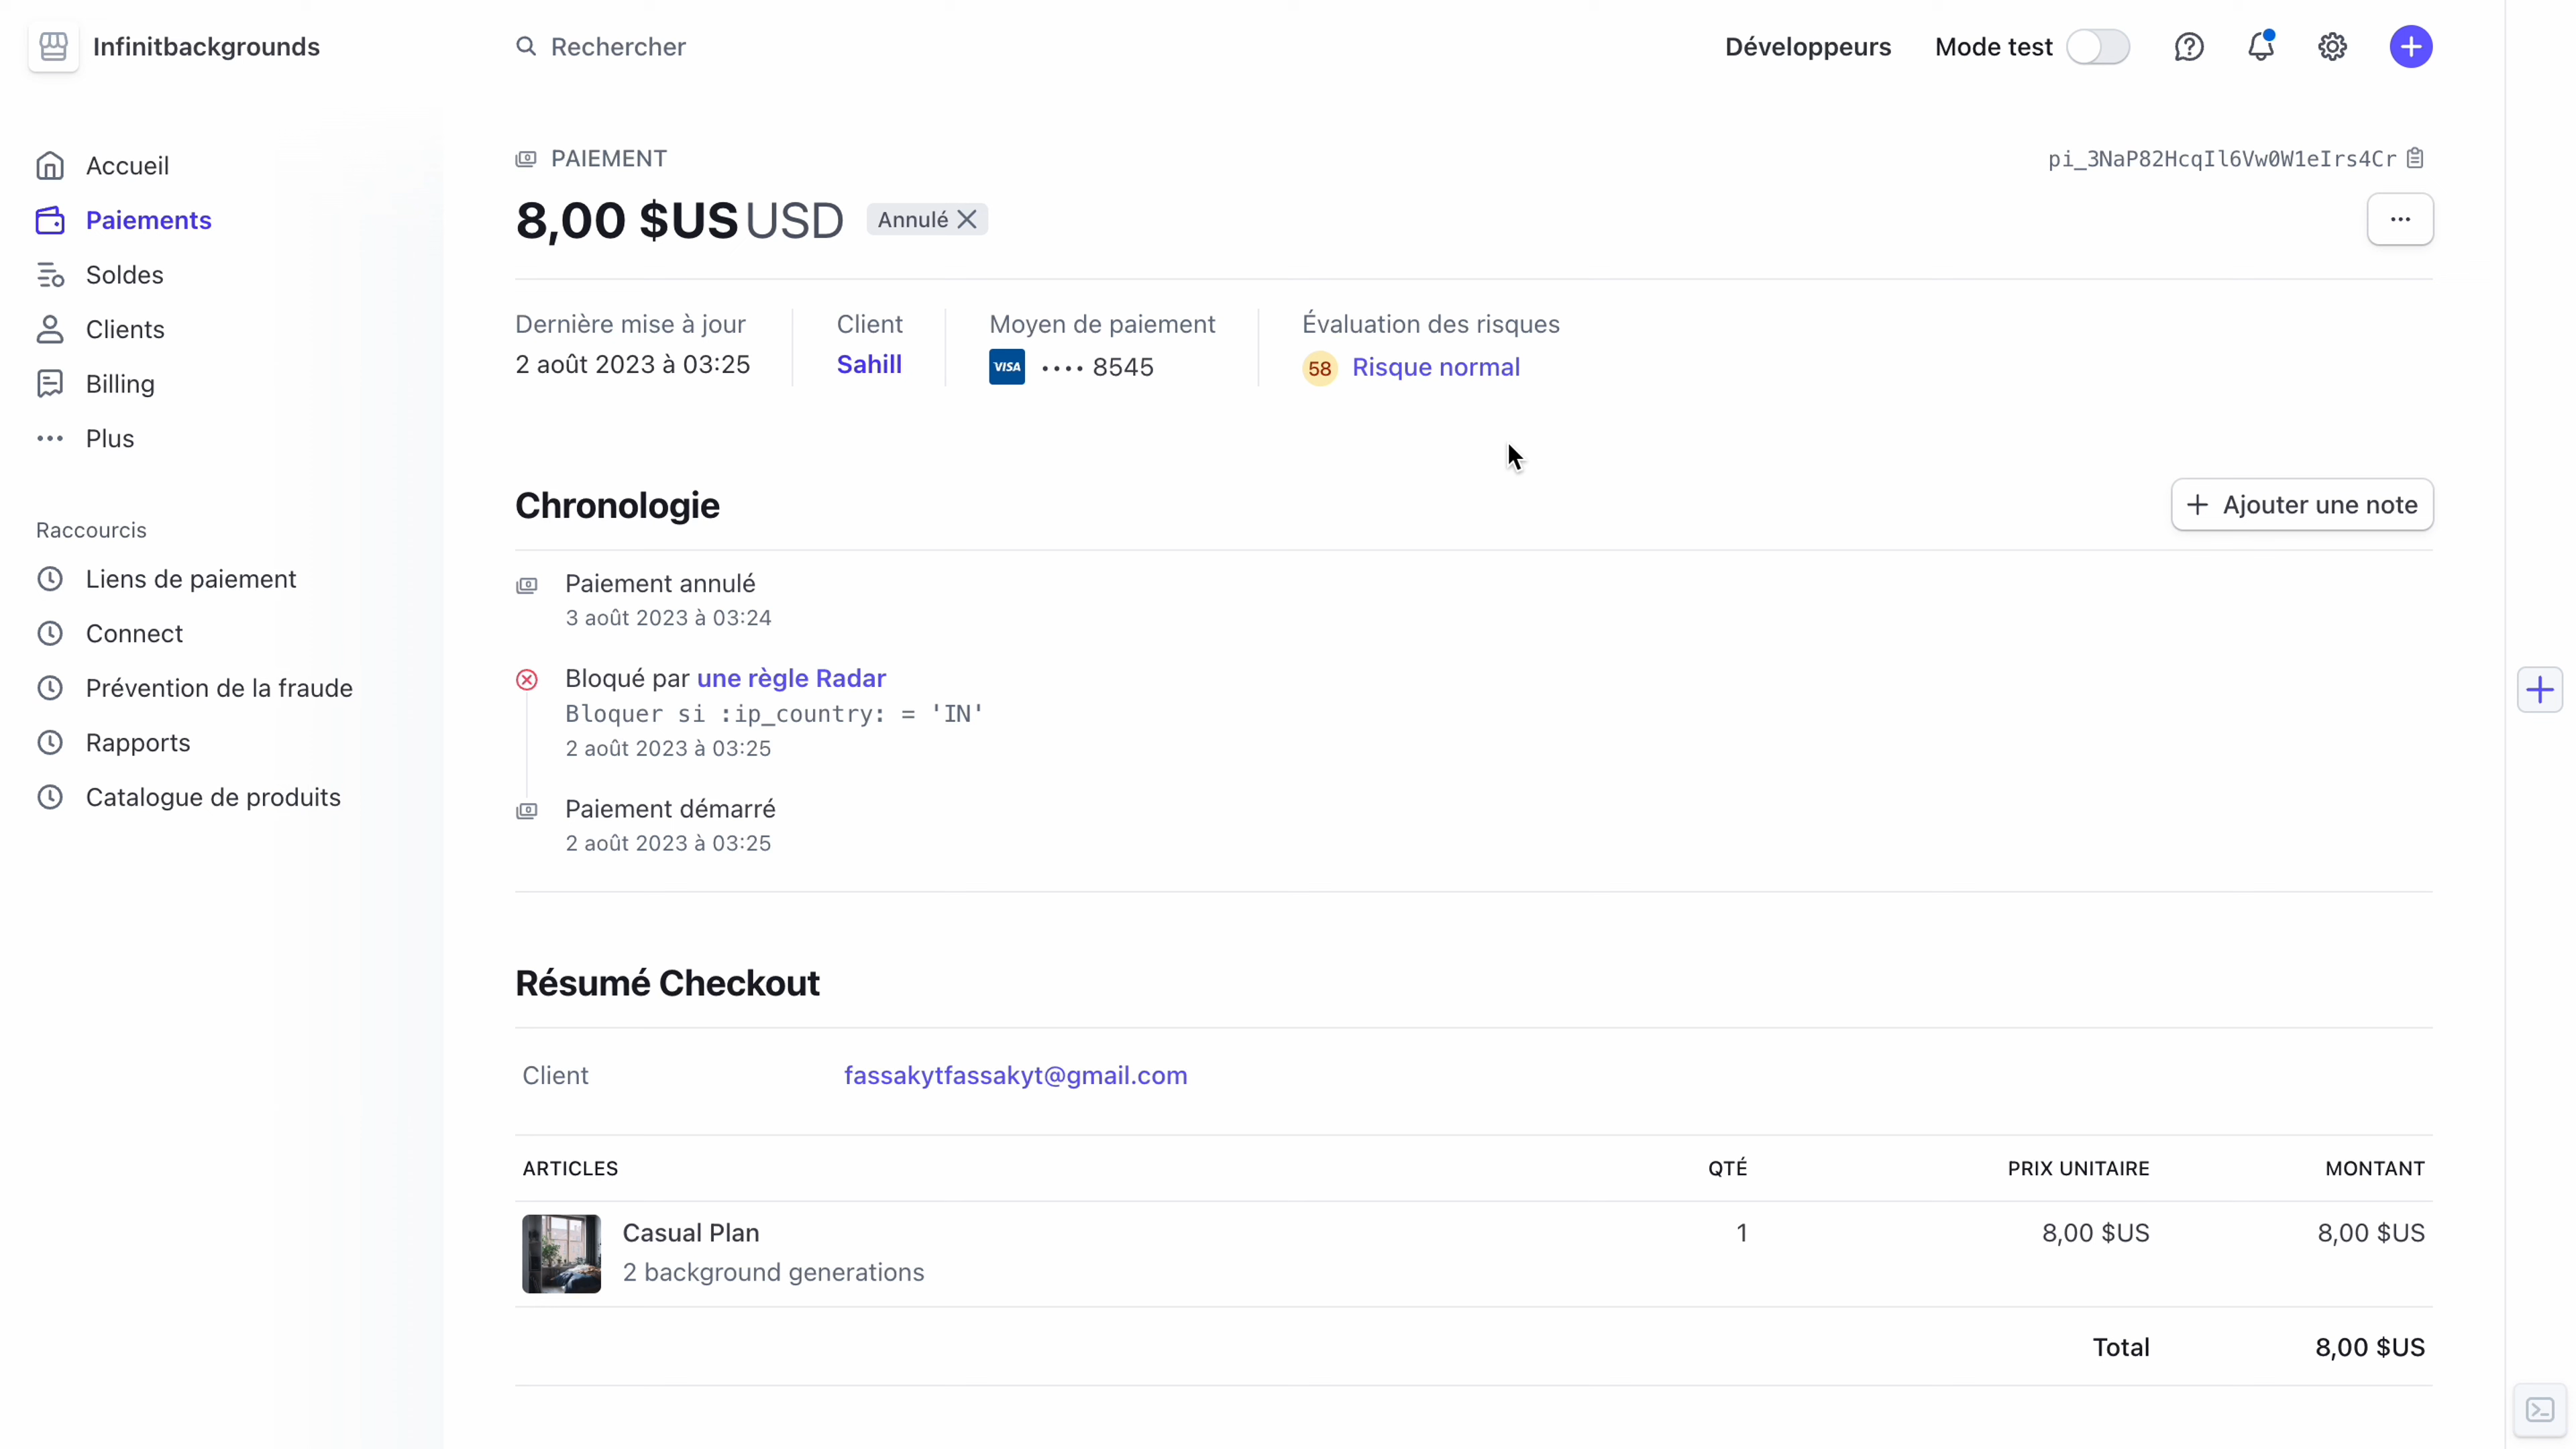 Infinitbackgrounds
Rechercher
Développeurs
Mode test
Accueil
Paiements
Soldes
Clients
Billing
Plus
Raccourcis
Liens de paiement
Connect
Prévention de la fraude
Rapports
Catalogue de produits
PAIEMENT
pi_3NaP82HcqIl6Vw0W1eIrs4Cr
8,00 $US USD Annulé
Dernière mise à jour
2 août 2023 à 03:25
Client
Sahill
Moyen de paiement
VISA •••• 8545
Évaluation des risques
58 Risque normal
Chronologie
Ajouter une note
Paiement annulé
3 août 2023 à 03:24
Bloqué par une règle Radar
Bloquer si :ip_country: = 'IN'
2 août 2023 à 03:25
Paiement démarré
2 août 2023 à 03:25
Résumé Checkout
Client fassakytfassakyt@gmail.com
ARTICLES QTÉ PRIX UNITAIRE MONTANT
Casual Plan 1 8,00 $US 8,00 $US
2 background generations
Total 8,00 $US